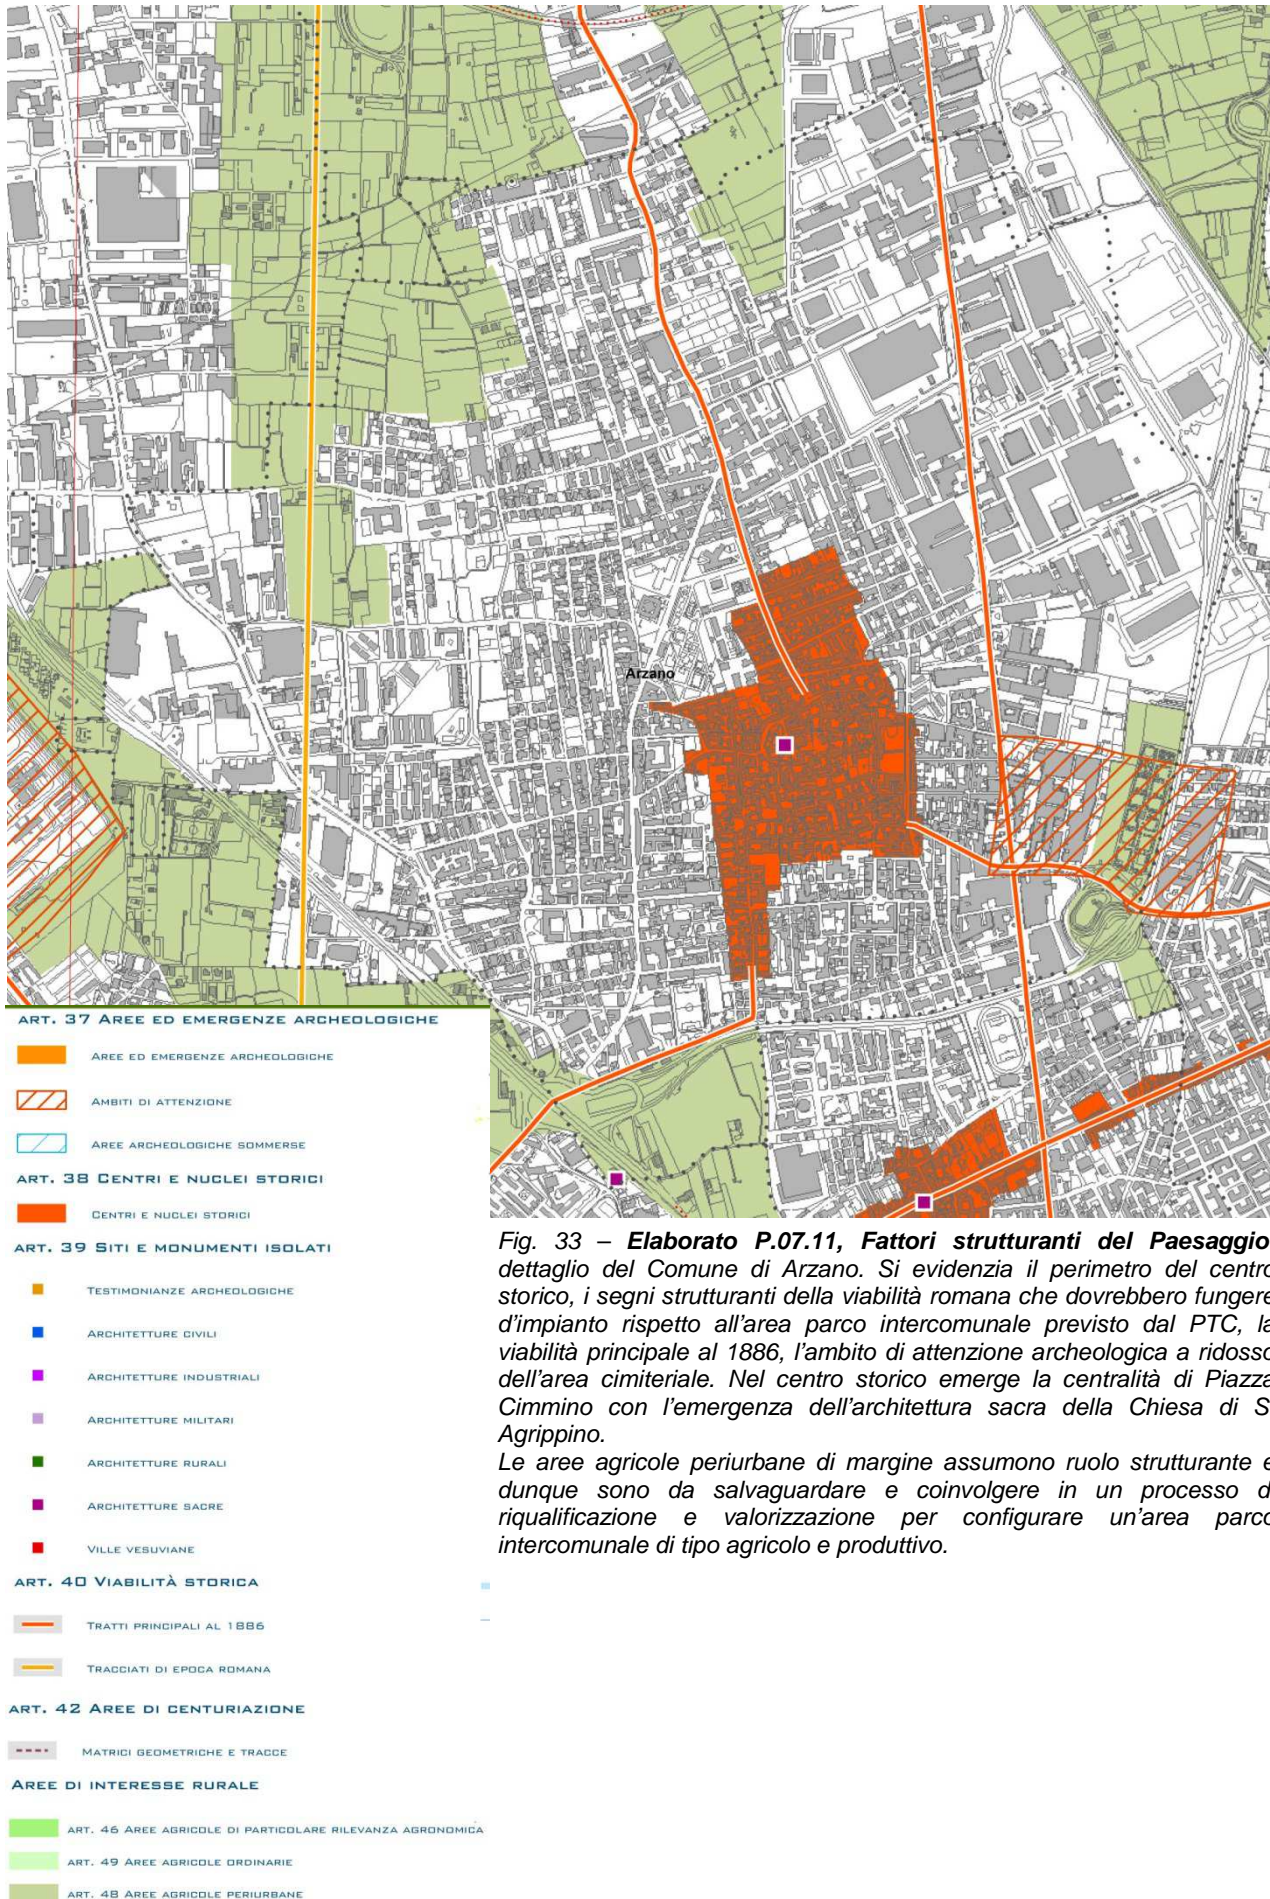 Arzano
ART. 37 AREE ED EMERGENZE ARCHEOLOGICHE
AREE ED EMERGENZE ARCHEOLOGICHE
AMBITI DI ATTENZIONE
AREE ARCHEOLOGICHE SOMMERSE
ART. 38 CENTRI E NUCLEI STORICI
CENTRI E NUCLEI STORICI
ART. 39 SITI E MONUMENTI ISOLATI
TESTIMONIANZE ARCHEOLOGICHE
ARCHITETTURE CIVILI
ARCHITETTURE INDUSTRIALI
ARCHITETTURE MILITARI
ARCHITETTURE RURALI
ARCHITETTURE SACRE
VILLE VESUVIANE
ART. 40 VIABILITÀ STORICA
TRATTI PRINCIPALI AL 1886
TRACCIATI DI EPOCA ROMANA
ART. 42 AREE DI CENTURIAZIONE
MATRICI GEOMETRICHE E TRACCE
AREE DI INTERESSE RURALE
ART. 46 AREE AGRICOLE DI PARTICOLARE RILEVANZA AGRONOMICA
ART. 49 AREE AGRICOLE ORDINARIE
ART. 48 AREE AGRICOLE PERIURBANE
Fig. 33 – Elaborato P.07.11, Fattori strutturanti del Paesaggio
dettaglio del Comune di Arzano. Si evidenzia il perimetro del centro
storico, i segni strutturanti della viabilità romana che dovrebbero fungere
d'impianto rispetto all'area parco intercomunale previsto dal PTC, la
viabilità principale al 1886, l'ambito di attenzione archeologica a ridosso
dell'area cimiteriale. Nel centro storico emerge la centralità di Piazza
Cimmino con l'emergenza dell'architettura sacra della Chiesa di S
Agrippino.
Le aree agricole periurbane di margine assumono ruolo strutturante e
dunque sono da salvaguardare e coinvolgere in un processo d
riqualificazione e valorizzazione per configurare un'area parco
intercomunale di tipo agricolo e produttivo.